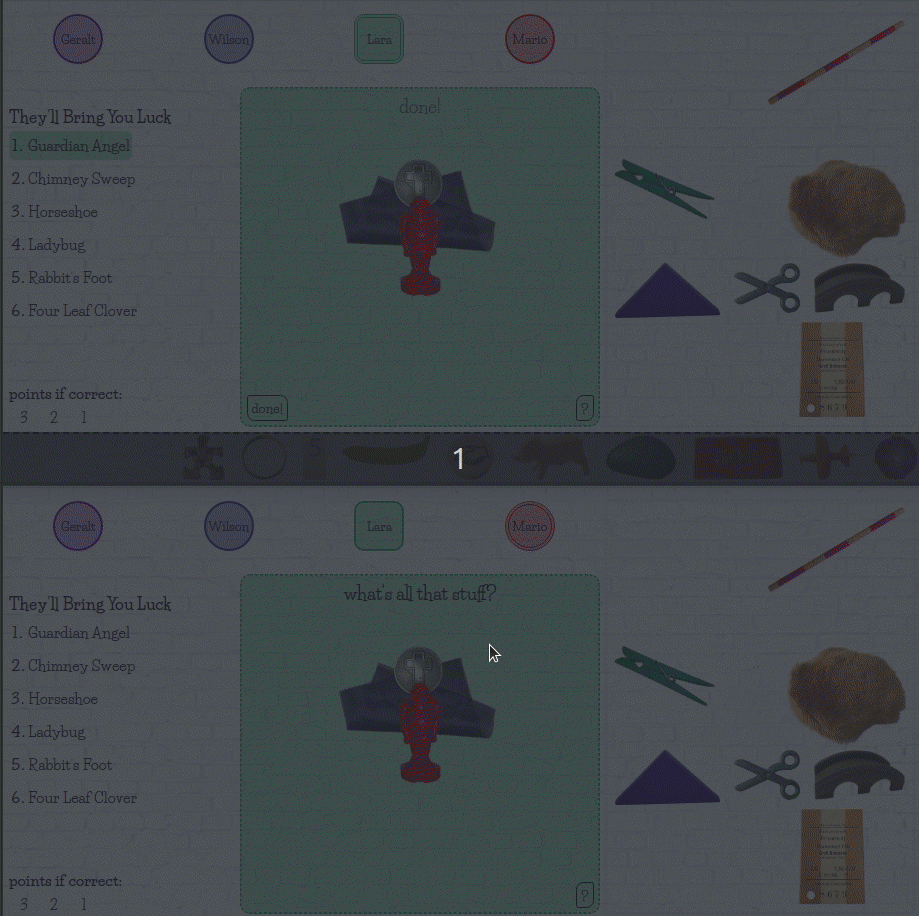 Geralt
Wilson
Lara
Mario
They'll Bring You Luck
1. Guardian Angel
2. Chimney Sweep
3. Horseshoe
4. Ladybug
5. Rabbit's Foot
6. Four Leaf Clover
points if correct:
3 2 1
done!
done!
?
1
Geralt
Wilson
Lara
Mario
They'll Bring You Luck
1. Guardian Angel
2. Chimney Sweep
3. Horseshoe
4. Ladybug
5. Rabbit's Foot
6. Four Leaf Clover
points if correct:
3 2 1
what's all that stuff?
?